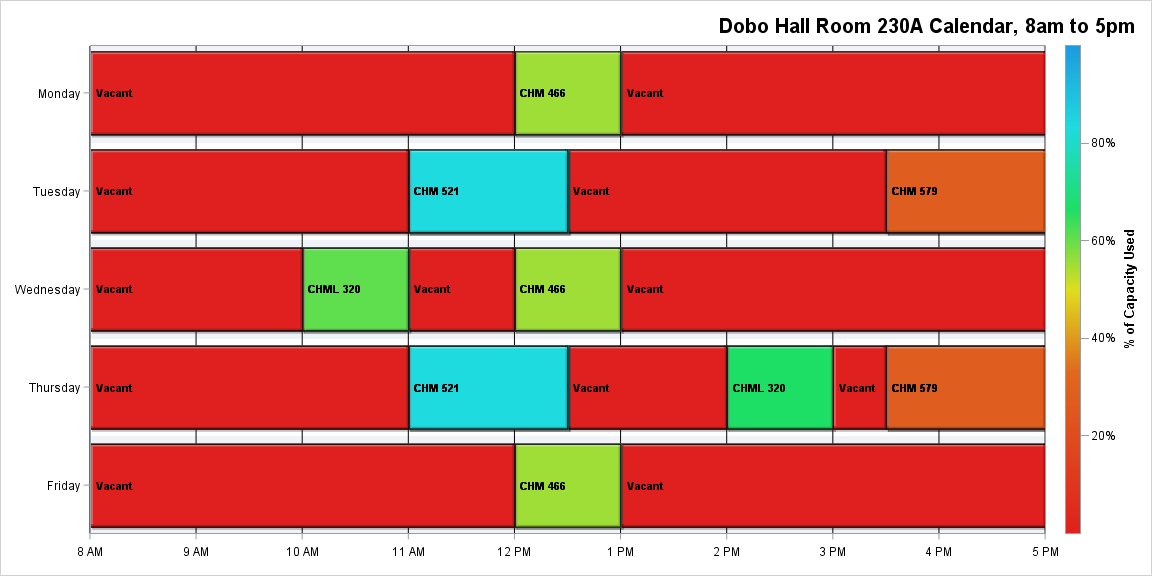 Dobo Hall Room 230A Calendar, 8am to 5pm
Monday
Vacant
CHM 466
Vacant
Tuesday
Vacant
CHM 521
Vacant
CHM 579
Wednesday
Vacant
CHML 320
Vacant
CHM 466
Vacant
Thursday
Vacant
CHM 521
Vacant
CHML 320
Vacant
CHM 579
Friday
Vacant
CHM 466
Vacant
8 AM
9 AM
10 AM
11 AM
12 PM
1 PM
2 PM
3 PM
4 PM
5 PM
80%
60%
40%
20%
% of Capacity Used